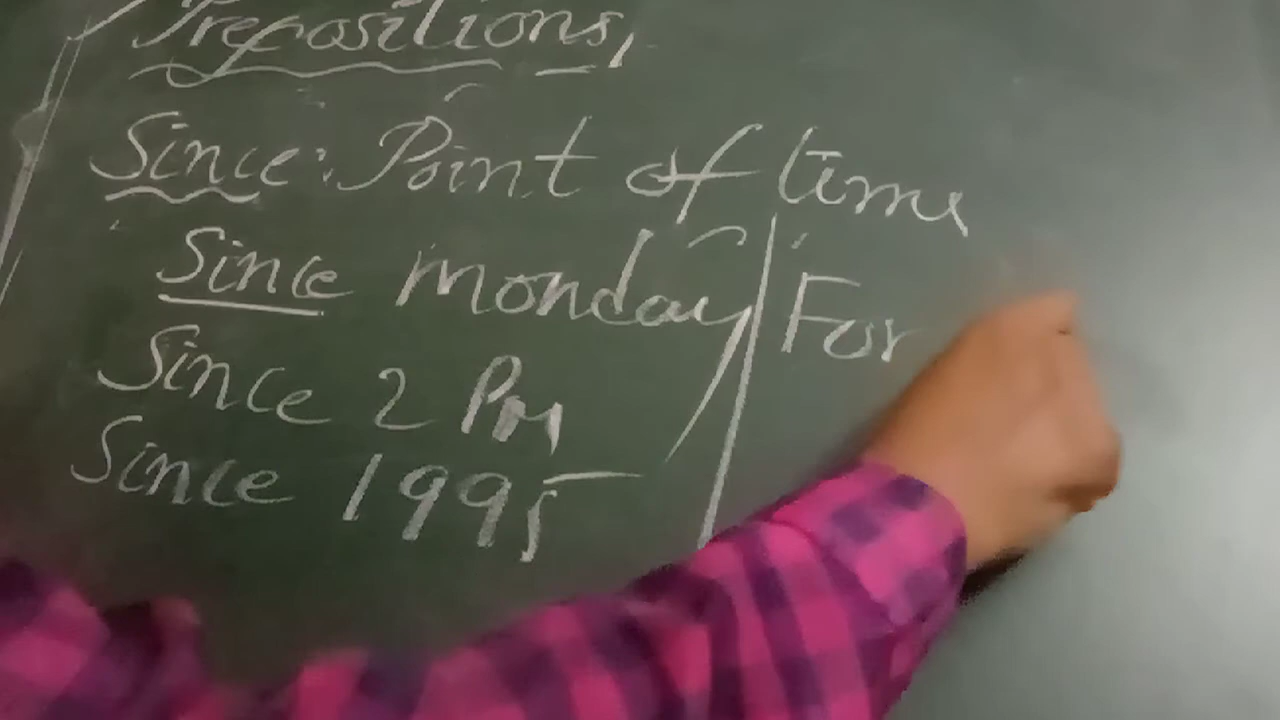 Prepositions,
Since: Point of time
Since monday
For
Since 2 PM
Since 1995